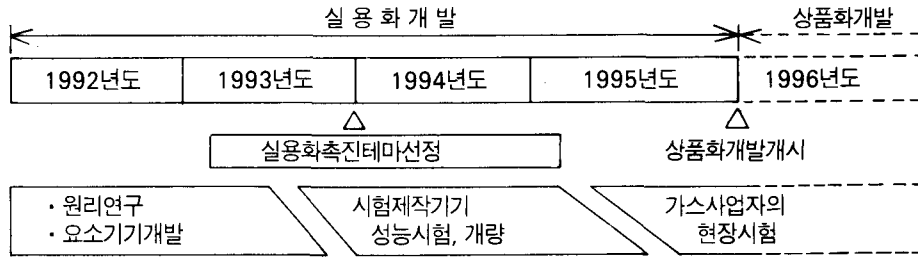 실 용 화 개 발
상품화개발
1992년도
1993년도
1994년도
1995년도
1996년도
실용화촉진테마선정
상품화개발개시
· 원리연구
· 요소기기개발
시험제작기기
성능시험, 개량
가스사업자의
현장시험